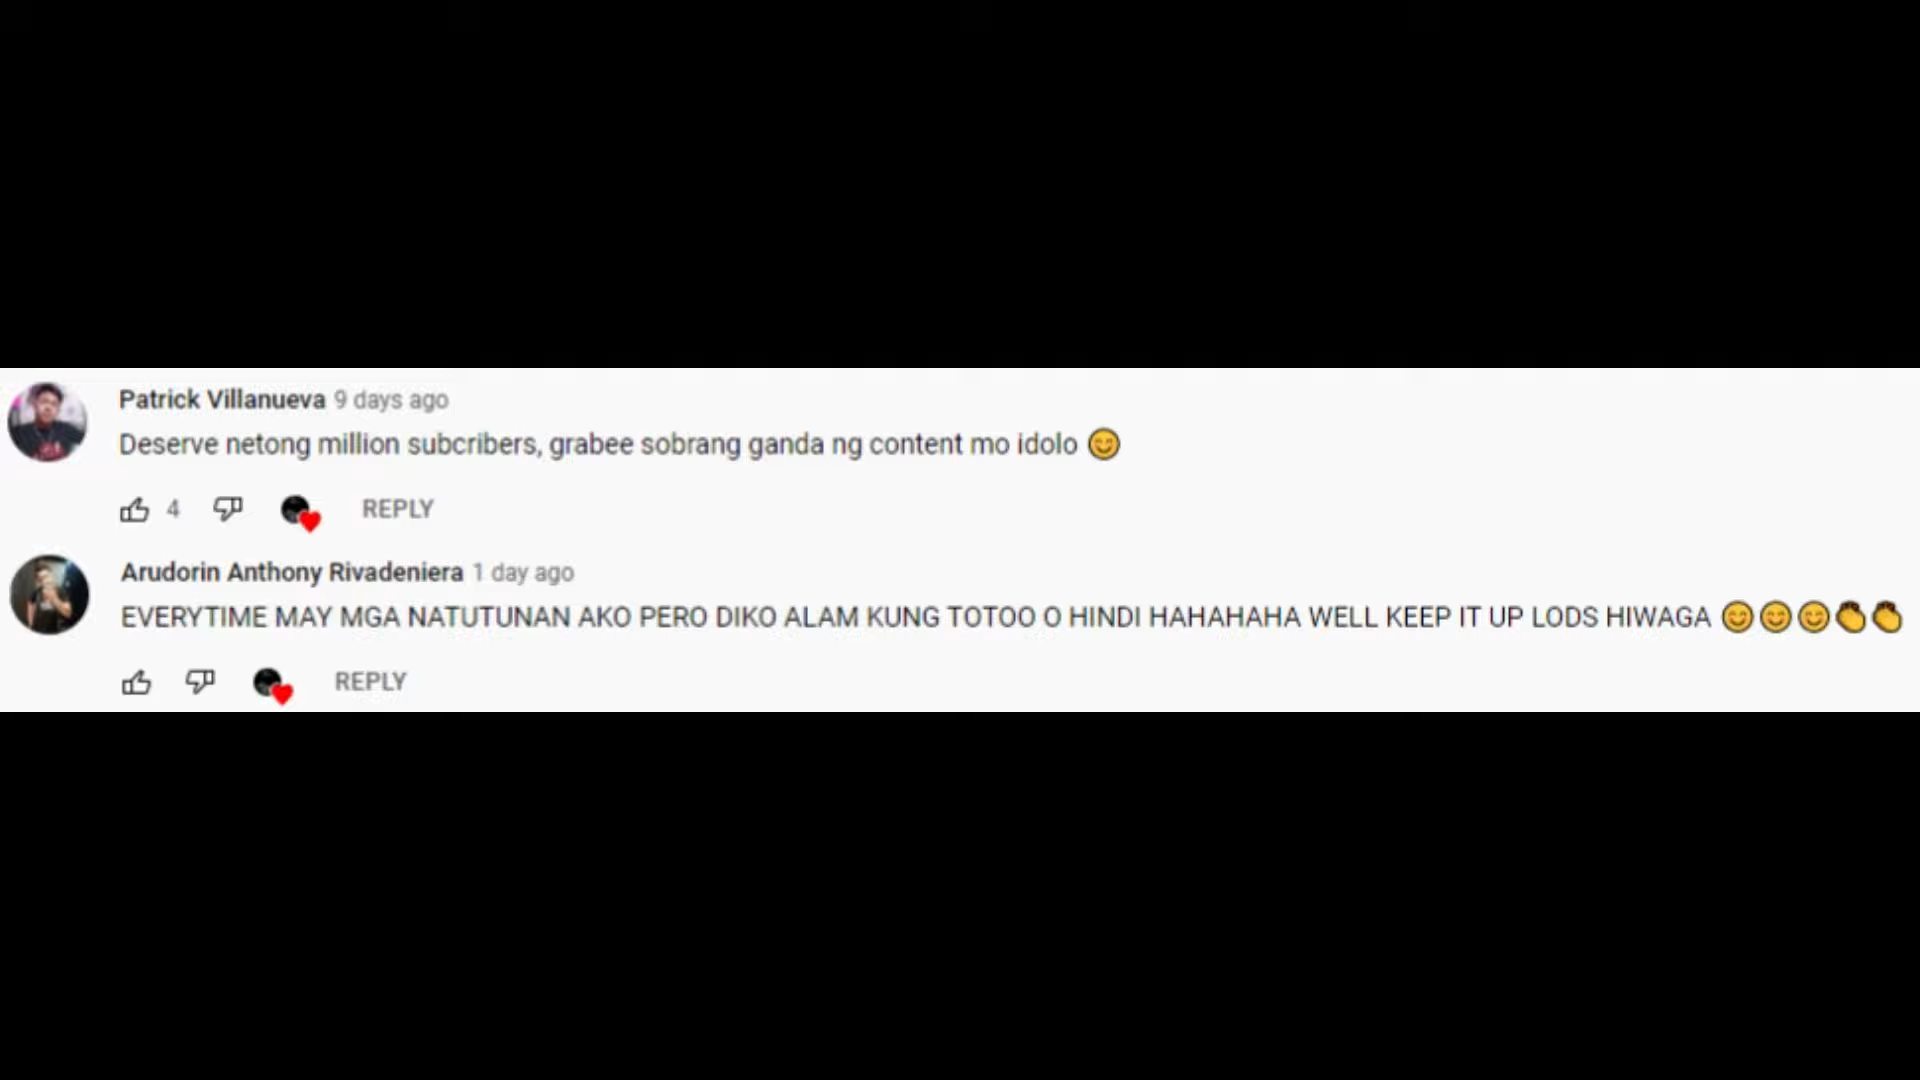 Patrick Villanueva 9 days ago
Deserve netong million subcribers, grabee sobrang ganda ng content mo idolo 😊
4 REPLY
Arudorin Anthony Rivadeniera 1 day ago
EVERYTIME MAY MGA NATUTUNAN AKO PERO DIKO ALAM KUNG TOTOO O HINDI HAHAHAHA WELL KEEP IT UP LODS HIWAGA 😊😊😊👏👏
REPLY